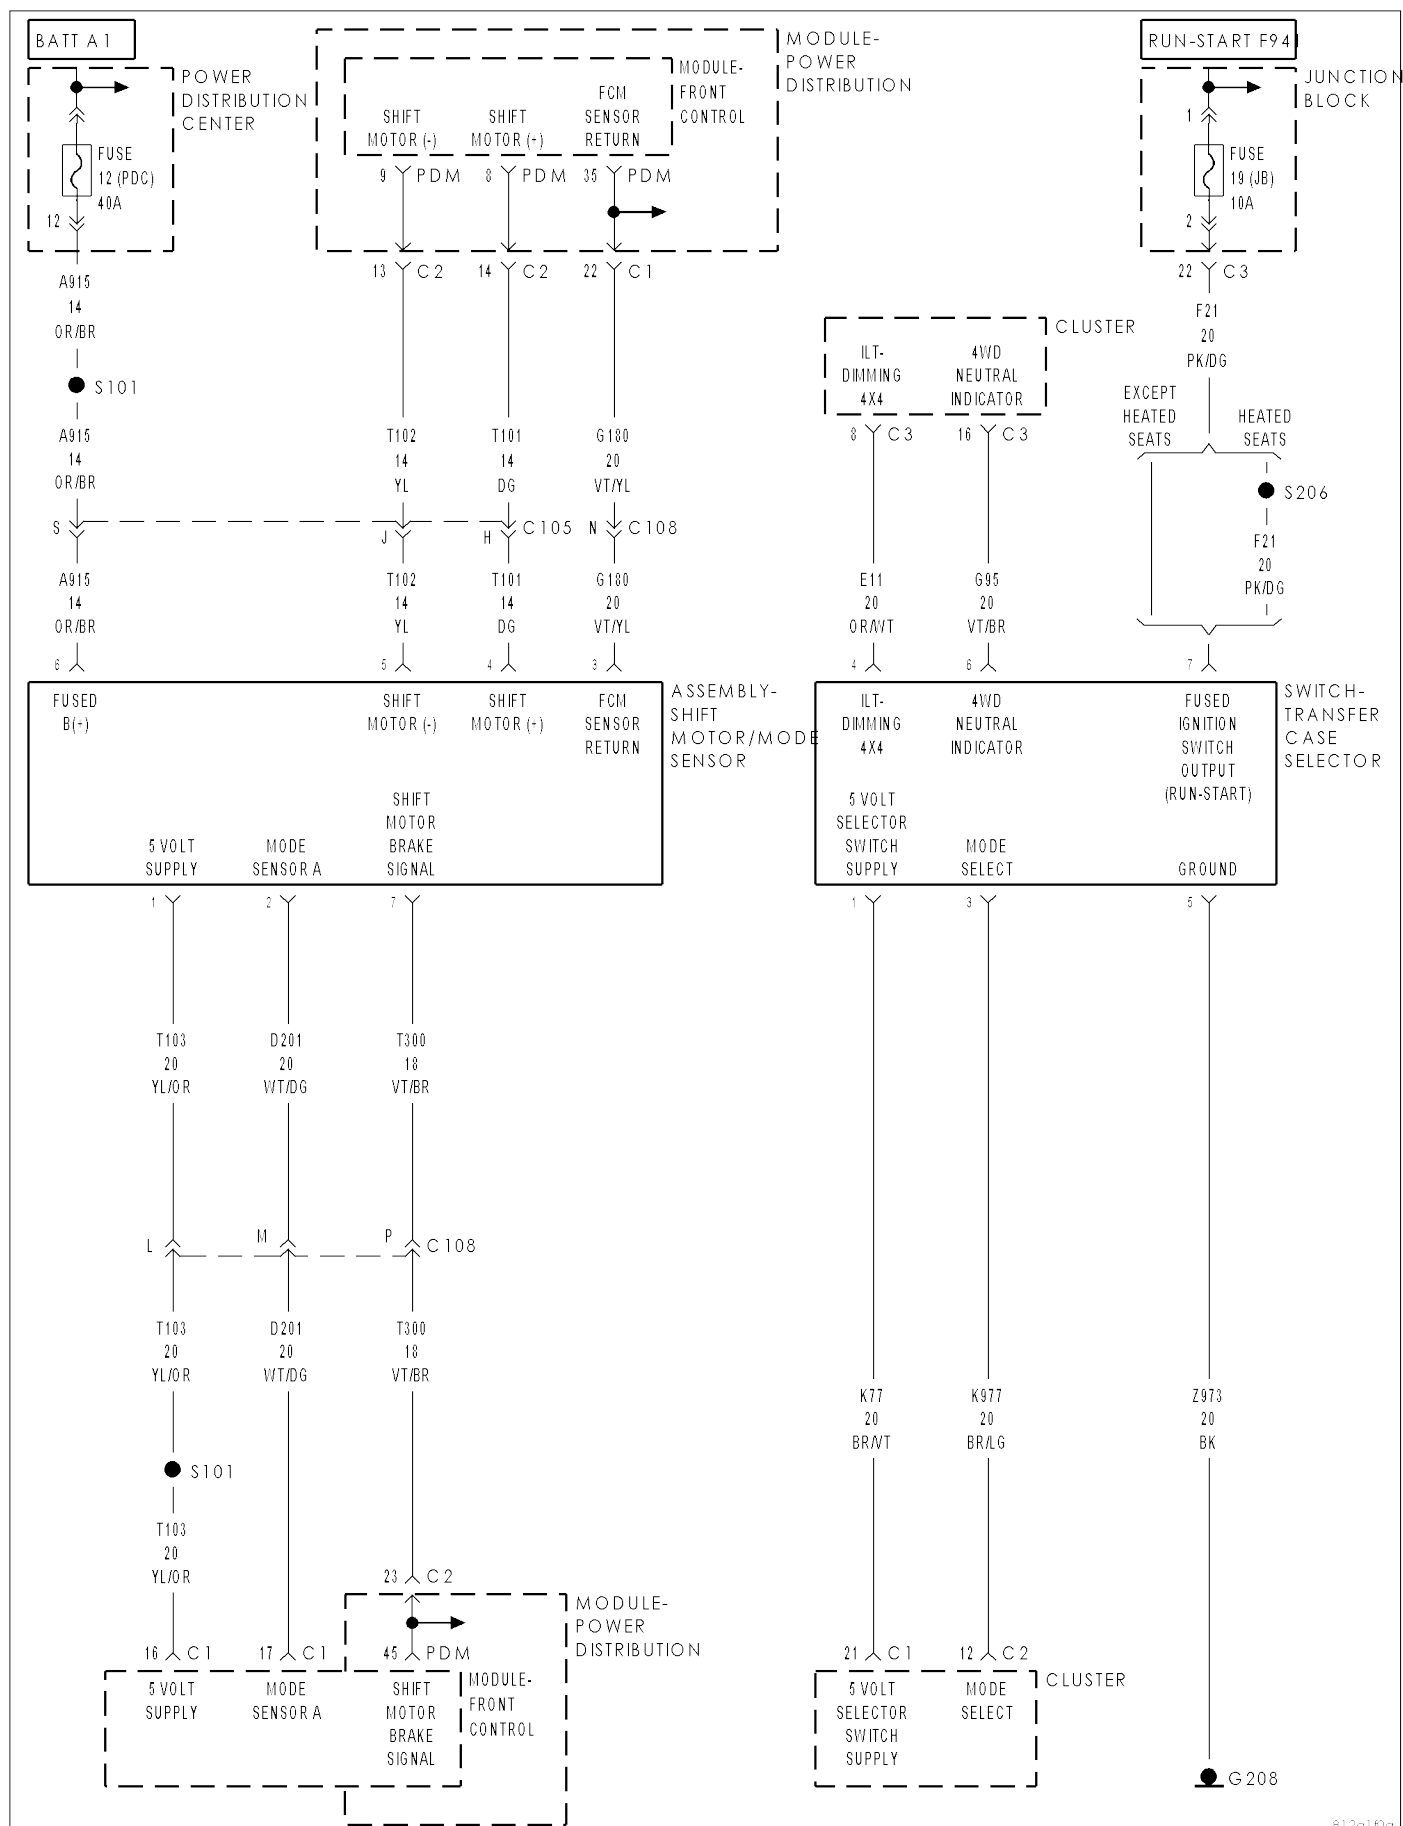 BATT A1
POWER
DISTRIBUTION
CENTER
FUSE
12 (PDC)
40A
12
A915
14
OR/BR
S101
A915
14
OR/BR
S
A915
14
OR/BR
6
MODULE-
POWER
DISTRIBUTION
MODULE-
FRONT
CONTROL
SHIFT
MOTOR (-)
SHIFT
MOTOR (+)
FCM
SENSOR
RETURN
9 PDM
8 PDM
35 PDM
13 C2
14 C2
22 C1
T102
14
YL
T101
14
DG
G180
20
VT/YL
J
H C105
N C108
T102
14
YL
T101
14
DG
G180
20
VT/YL
5
4
3
RUN-START F94
JUNCTION
BLOCK
1
FUSE
19 (JB)
10A
2
22 C3
F21
20
PK/DG
EXCEPT
HEATED
SEATS
HEATED
SEATS
S206
F21
20
PK/DG
7
CLUSTER
ILT-
DIMMING
4X4
4WD
NEUTRAL
INDICATOR
8 C3
16 C3
E11
20
OR/WT
G95
20
VT/BR
4
6
FUSED
B(+)
SHIFT
MOTOR (-)
SHIFT
MOTOR (+)
FCM
SENSOR
RETURN
ASSEMBLY-
SHIFT
MOTOR/MODE
SENSOR
5 VOLT
SUPPLY
MODE
SENSOR A
SHIFT
MOTOR
BRAKE
SIGNAL
1
2
7
ILT-
DIMMING
4X4
4WD
NEUTRAL
INDICATOR
FUSED
IGNITION
SWITCH
OUTPUT
(RUN-START)
SWITCH-
TRANSFER
CASE
SELECTOR
5 VOLT
SELECTOR
SWITCH
SUPPLY
MODE
SELECT
GROUND
1
3
5
T103
20
YL/OR
D201
20
WT/DG
T300
18
VT/BR
L
M
P C108
T103
20
YL/OR
D201
20
WT/DG
T300
18
VT/BR
S101
T103
20
YL/OR
23 C2
MODULE-
POWER
DISTRIBUTION
16 C1
17 C1
45 PDM
5 VOLT
SUPPLY
MODE
SENSOR A
SHIFT
MOTOR
BRAKE
SIGNAL
MODULE-
FRONT
CONTROL
K77
20
BR/VT
K977
20
BR/LG
Z973
20
BK
21 C1
12 C2
CLUSTER
5 VOLT
SELECTOR
SWITCH
SUPPLY
MODE
SELECT
G208